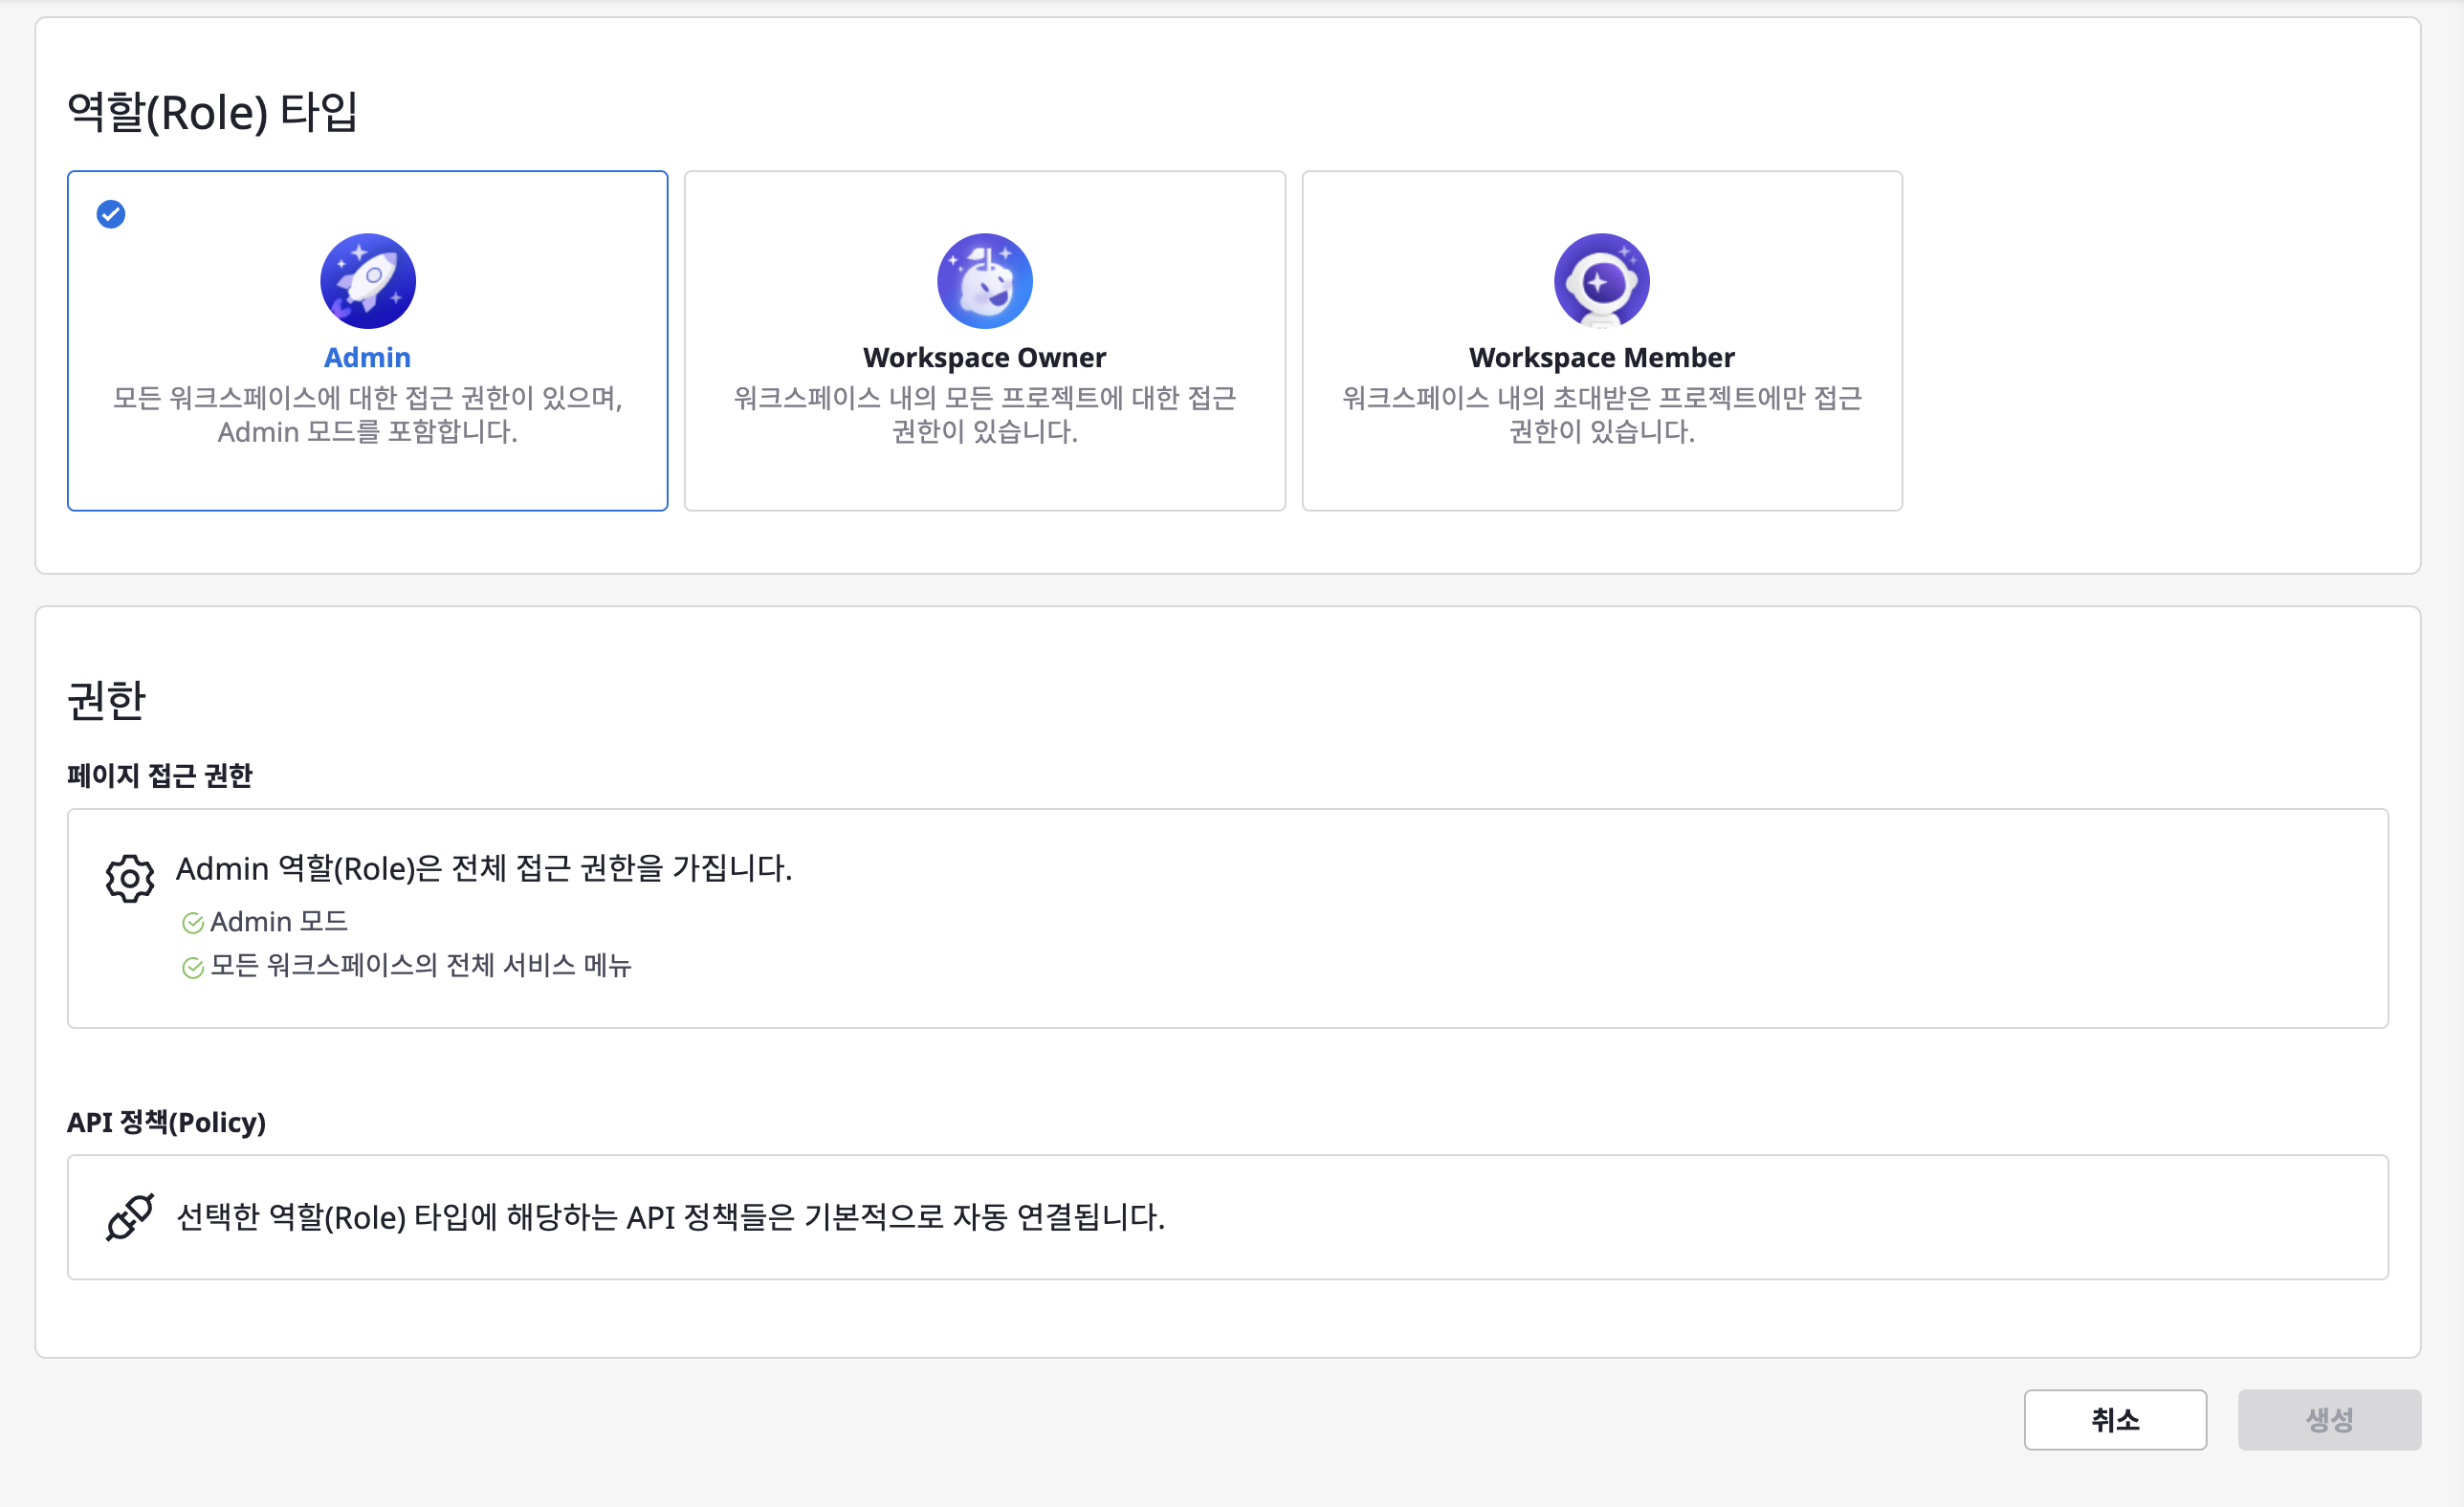 역할(Role) 타입
Admin
모든 워크스페이스에 대한 접근 권한이 있으며,
Admin 모드를 포함합니다.
Workspace Owner
워크스페이스 내의 모든 프로젝트에 대한 접근
권한이 있습니다.
Workspace Member
워크스페이스 내의 초대받은 프로젝트에만 접근
권한이 있습니다.
권한
페이지 접근 권한
Admin 역할(Role)은 전체 접근 권한을 가집니다.
Admin 모드
모든 워크스페이스의 전체 서비스 메뉴
API 정책(Policy)
선택한 역할(Role) 타입에 해당하는 API 정책들은 기본적으로 자동 연결됩니다.
취소
생성